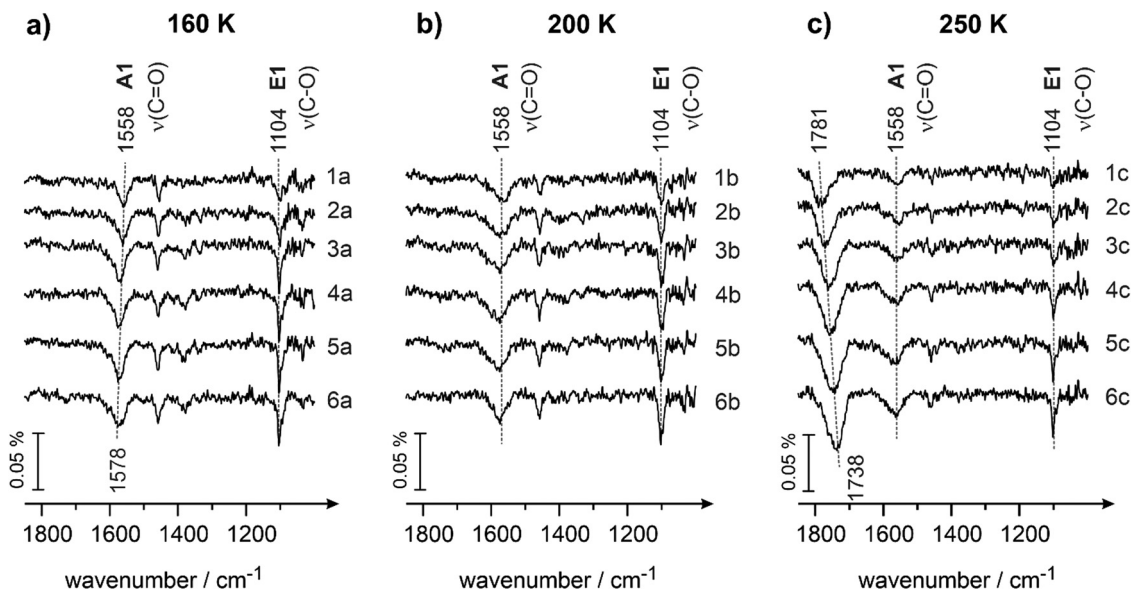 a) 160 K
1558 A1
ν(C=O)
1104 E1
ν(C-O)
1a
2a
3a
4a
5a
6a
0.05 %
1578
1800 1600 1400 1200
wavenumber / cm-1
b) 200 K
1558 A1
ν(C=O)
1104 E1
ν(C-O)
1b
2b
3b
4b
5b
6b
1800 1600 1400 1200
wavenumber / cm-1
c) 250 K
1781
1558 A1
ν(C=O)
1104 E1
ν(C-O)
1c
2c
3c
4c
5c
6c
0.05 %
1738
1800 1600 1400 1200
wavenumber / cm-1